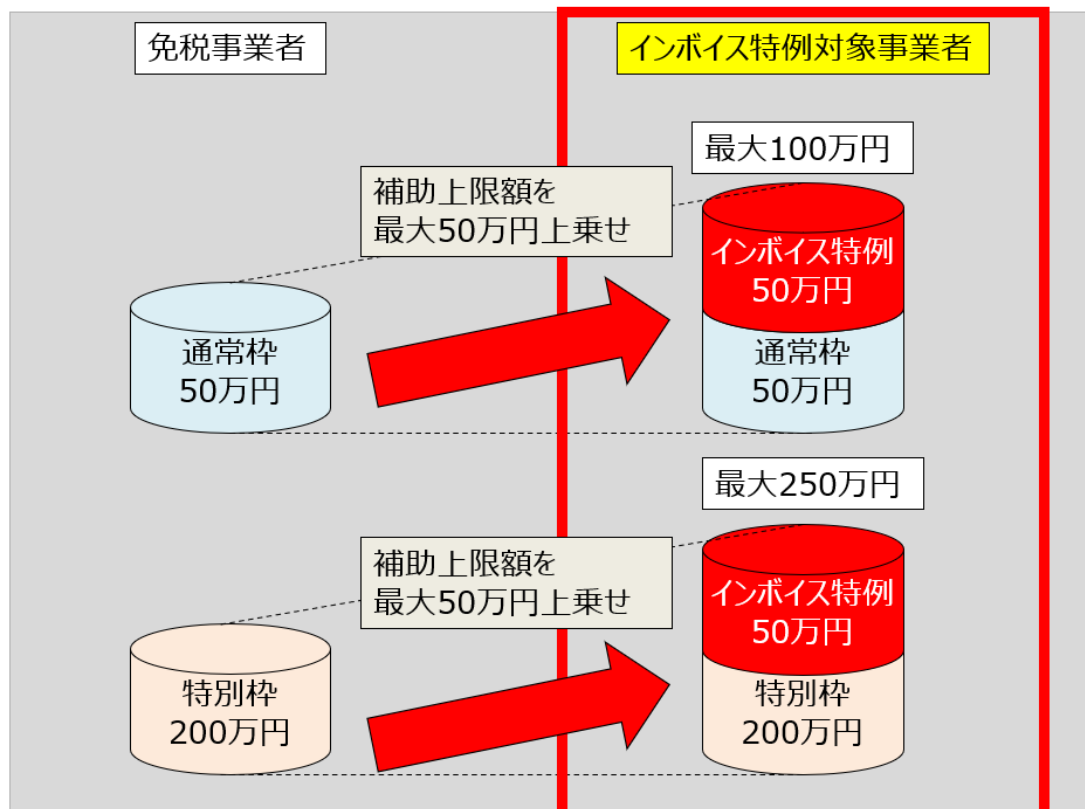 免税事業者
インボイス特例対象事業者
最大100万円
補助上限額を
最大50万円上乗せ
インボイス特例
50万円
通常枠
50万円
通常枠
50万円
最大250万円
補助上限額を
最大50万円上乗せ
インボイス特例
50万円
特別枠
200万円
特別枠
200万円